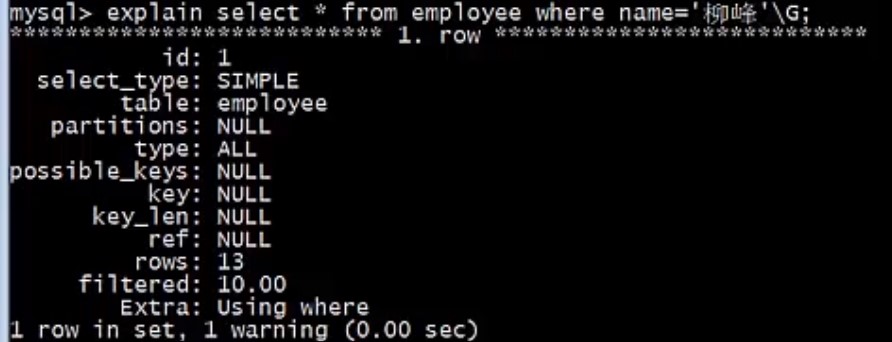 mysql> explain select * from employee where name='柳峰'\G;
*************************** 1. row ***************************
id: 1
select_type: SIMPLE
table: employee
partitions: NULL
type: ALL
possible_keys: NULL
key: NULL
key_len: NULL
ref: NULL
rows: 13
filtered: 10.00
Extra: Using where
1 row in set, 1 warning (0.00 sec)